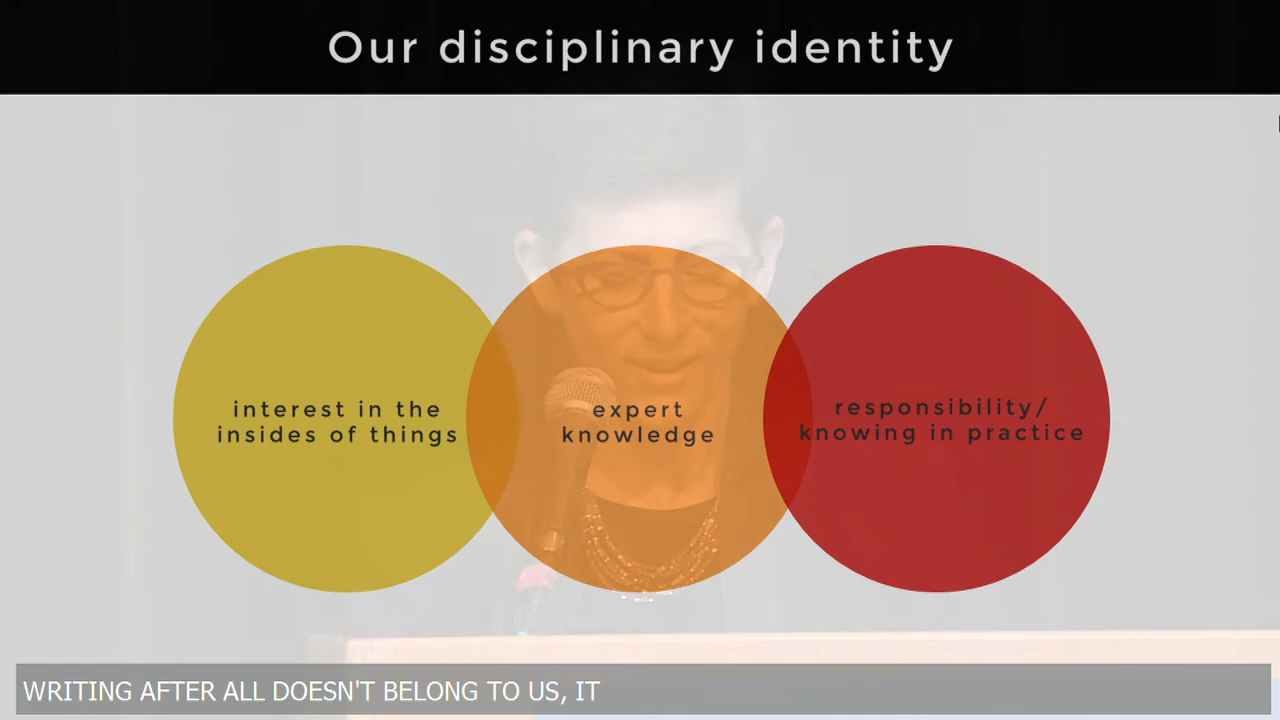 Our disciplinary identity
interest in the
insides of things
expert
knowledge
responsibility/
knowing in practice
WRITING AFTER ALL DOESN'T BELONG TO US, IT